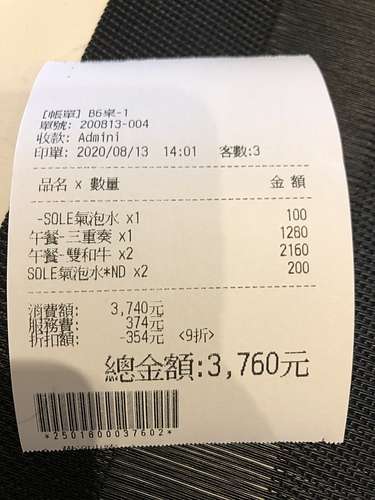 [帳單] B6桌-1
單號: 200813-004
收款: Admini
印單: 2020/08/13 14:01 客數:3
品名 x 數量 金 額
-SOLE氣泡水 x1 100
午餐-三重奏 x1 1280
午餐-雙和牛 x2 2160
SOLE氣泡水*ND x2 200
消費額: 3,740元
服務費: 374元
折扣額: -354元 <9折>
總金額:3,760元
*2501800037602*